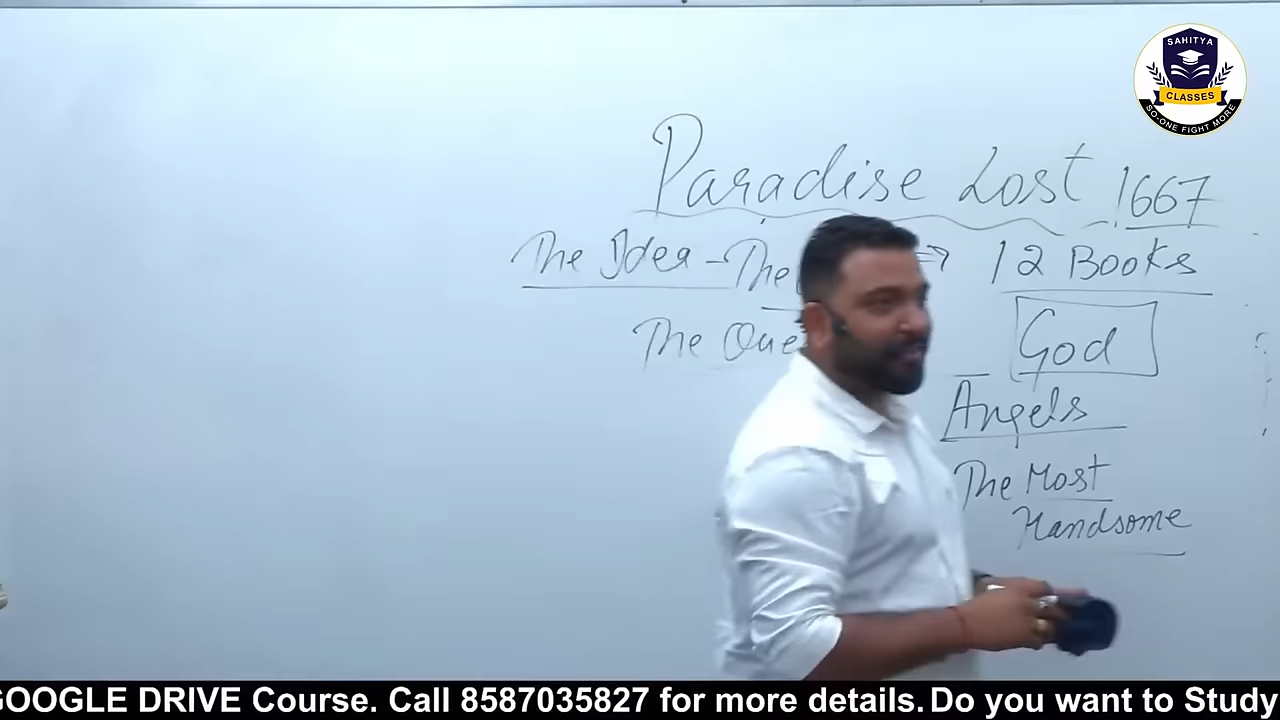 SAHITYA
CLASSES
SO-ONE FIGHT MORE
Paradise Lost 1667
The Idea - The ⇒ 12 Books
The God
Angels
The Most
Handsome
GOOGLE DRIVE Course. Call 8587035827 for more details. Do you want to Study